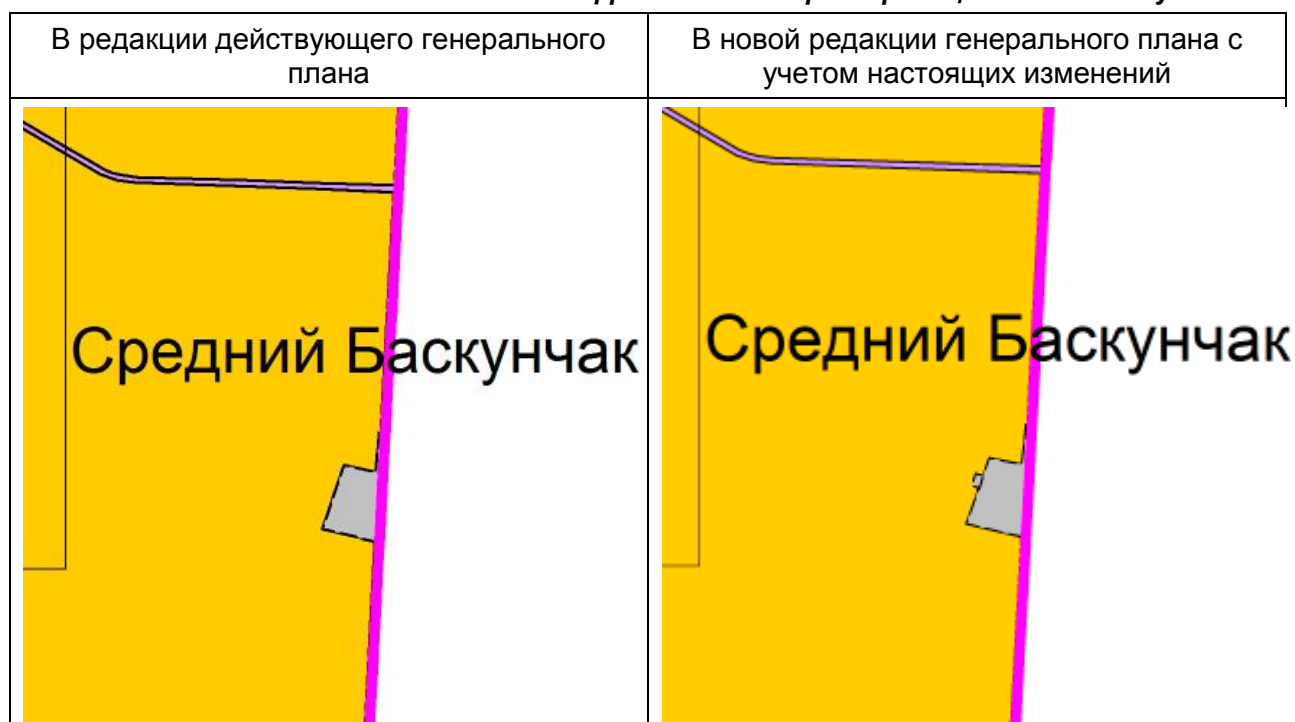 В редакции действующего генерального
плана
В новой редакции генерального плана с
учетом настоящих изменений
Средний Баскунчак
Средний Баскунчак